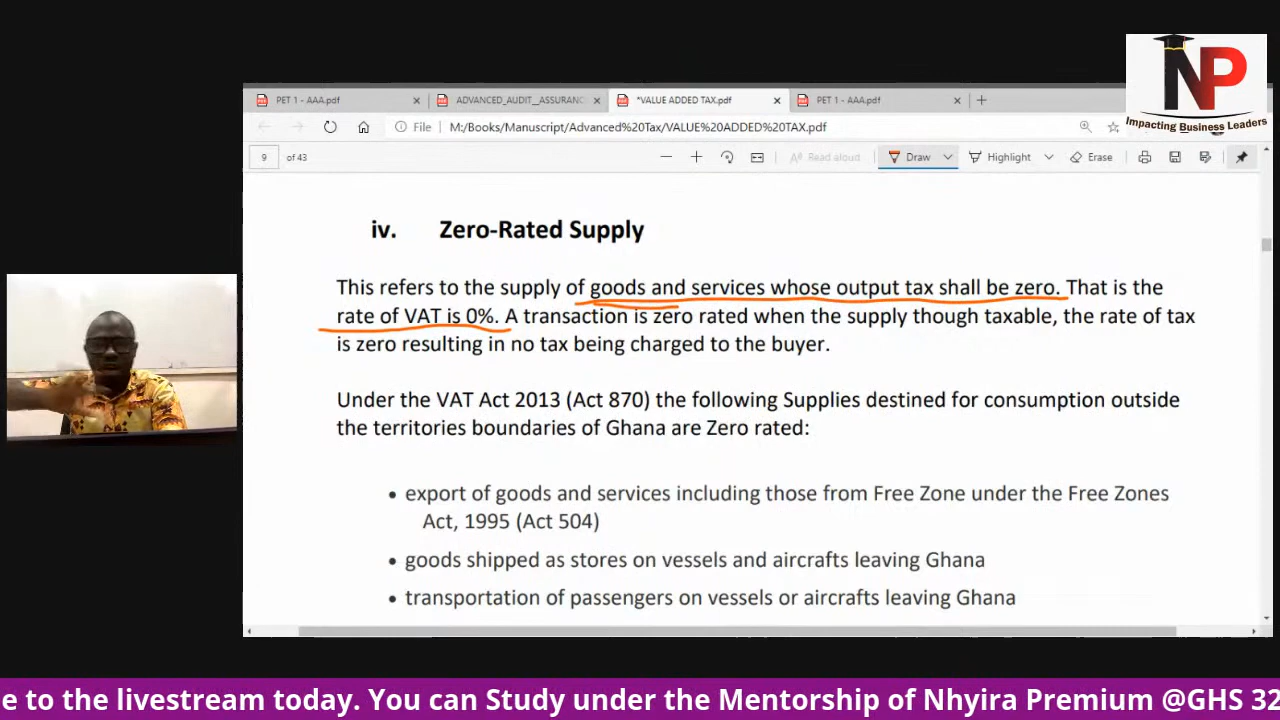 NP
Impacting Business Leaders
PET 1 - AAA.pdf
ADVANCED_AUDIT__ASSURANC
*VALUE ADDED TAX.pdf
PET 1 - AAA.pdf
File M:/Books/Manuscript/Advanced%20Tax/VALUE%20ADDED%20TAX.pdf
9 of 43
Read aloud Draw Highlight Erase
iv. Zero-Rated Supply
This refers to the supply of goods and services whose output tax shall be zero. That is the
rate of VAT is 0%. A transaction is zero rated when the supply though taxable, the rate of tax
is zero resulting in no tax being charged to the buyer.
Under the VAT Act 2013 (Act 870) the following Supplies destined for consumption outside
the territories boundaries of Ghana are Zero rated:
• export of goods and services including those from Free Zone under the Free Zones
Act, 1995 (Act 504)
• goods shipped as stores on vessels and aircrafts leaving Ghana
• transportation of passengers on vessels or aircrafts leaving Ghana
e to the livestream today. You can Study under the Mentorship of Nhyira Premium @GHS 32